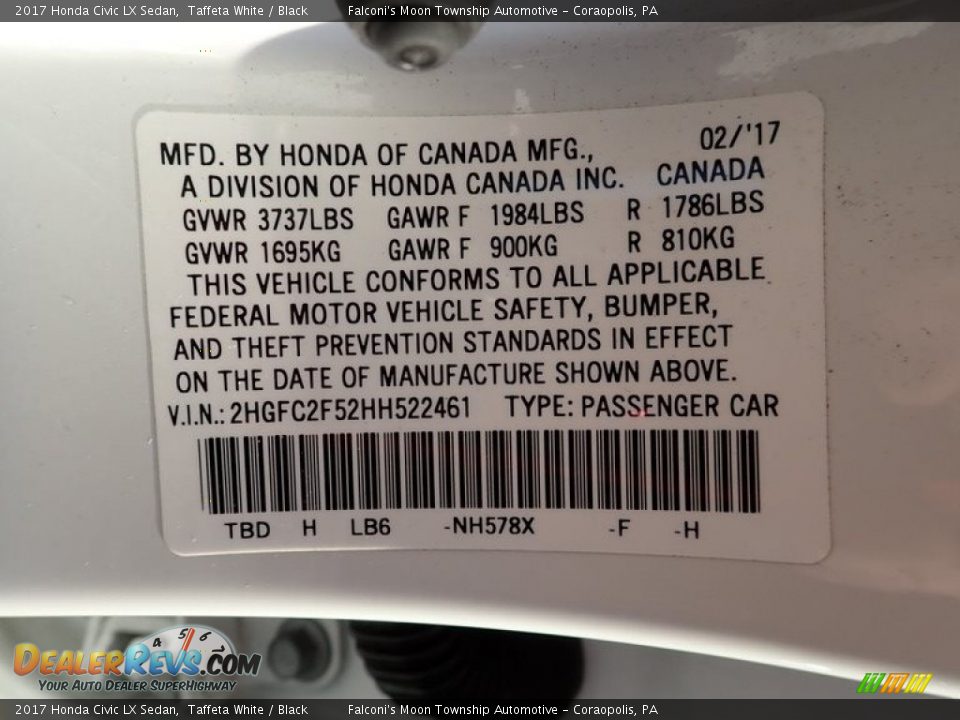 2017 Honda Civic LX Sedan, Taffeta White / Black Falconi's Moon Township Automotive - Coraopolis, PA
MFD. BY HONDA OF CANADA MFG., 02/'17
A DIVISION OF HONDA CANADA INC. CANADA
GVWR 3737LBS GAWR F 1984LBS R 1786LBS
GVWR 1695KG GAWR F 900KG R 810KG
THIS VEHICLE CONFORMS TO ALL APPLICABLE
FEDERAL MOTOR VEHICLE SAFETY, BUMPER,
AND THEFT PREVENTION STANDARDS IN EFFECT
ON THE DATE OF MANUFACTURE SHOWN ABOVE.
V.I.N.: 2HGFC2F52HH522461 TYPE: PASSENGER CAR
TBD H LB6 -NH578X -F -H
4 5 6
DealerRevs.com
Your Auto Dealer SuperHighway
2017 Honda Civic LX Sedan, Taffeta White / Black Falconi's Moon Township Automotive - Coraopolis, PA